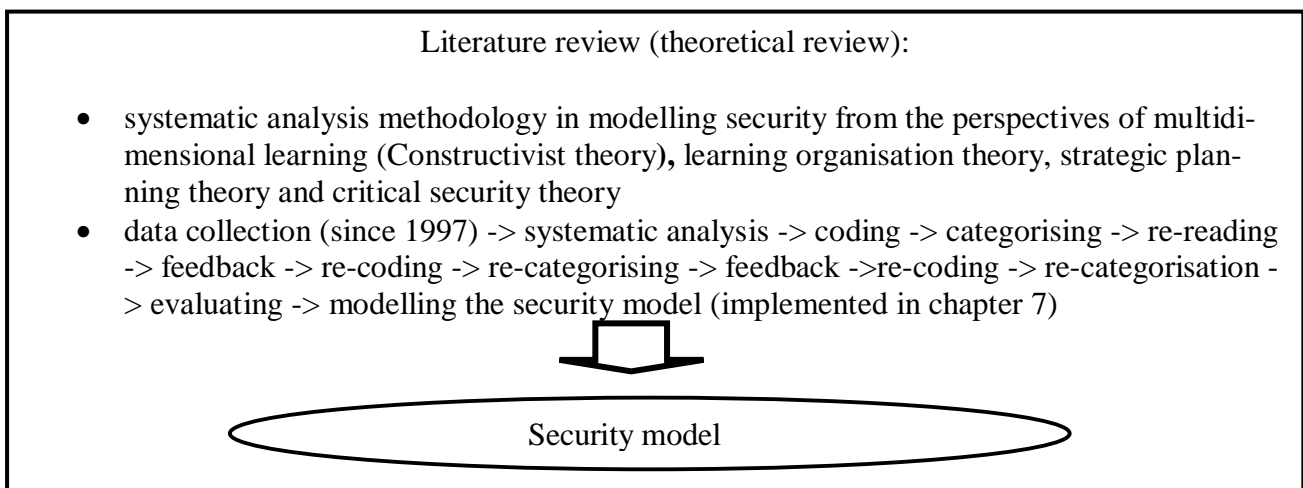 Literature review (theoretical review):
• systematic analysis methodology in modelling security from the perspectives of multidi-
mensional learning (Constructivist theory), learning organisation theory, strategic plan-
ning theory and critical security theory
• data collection (since 1997) -> systematic analysis -> coding -> categorising -> re-reading
-> feedback -> re-coding -> re-categorising -> feedback ->re-coding -> re-categorisation -
> evaluating -> modelling the security model (implemented in chapter 7)
Security model